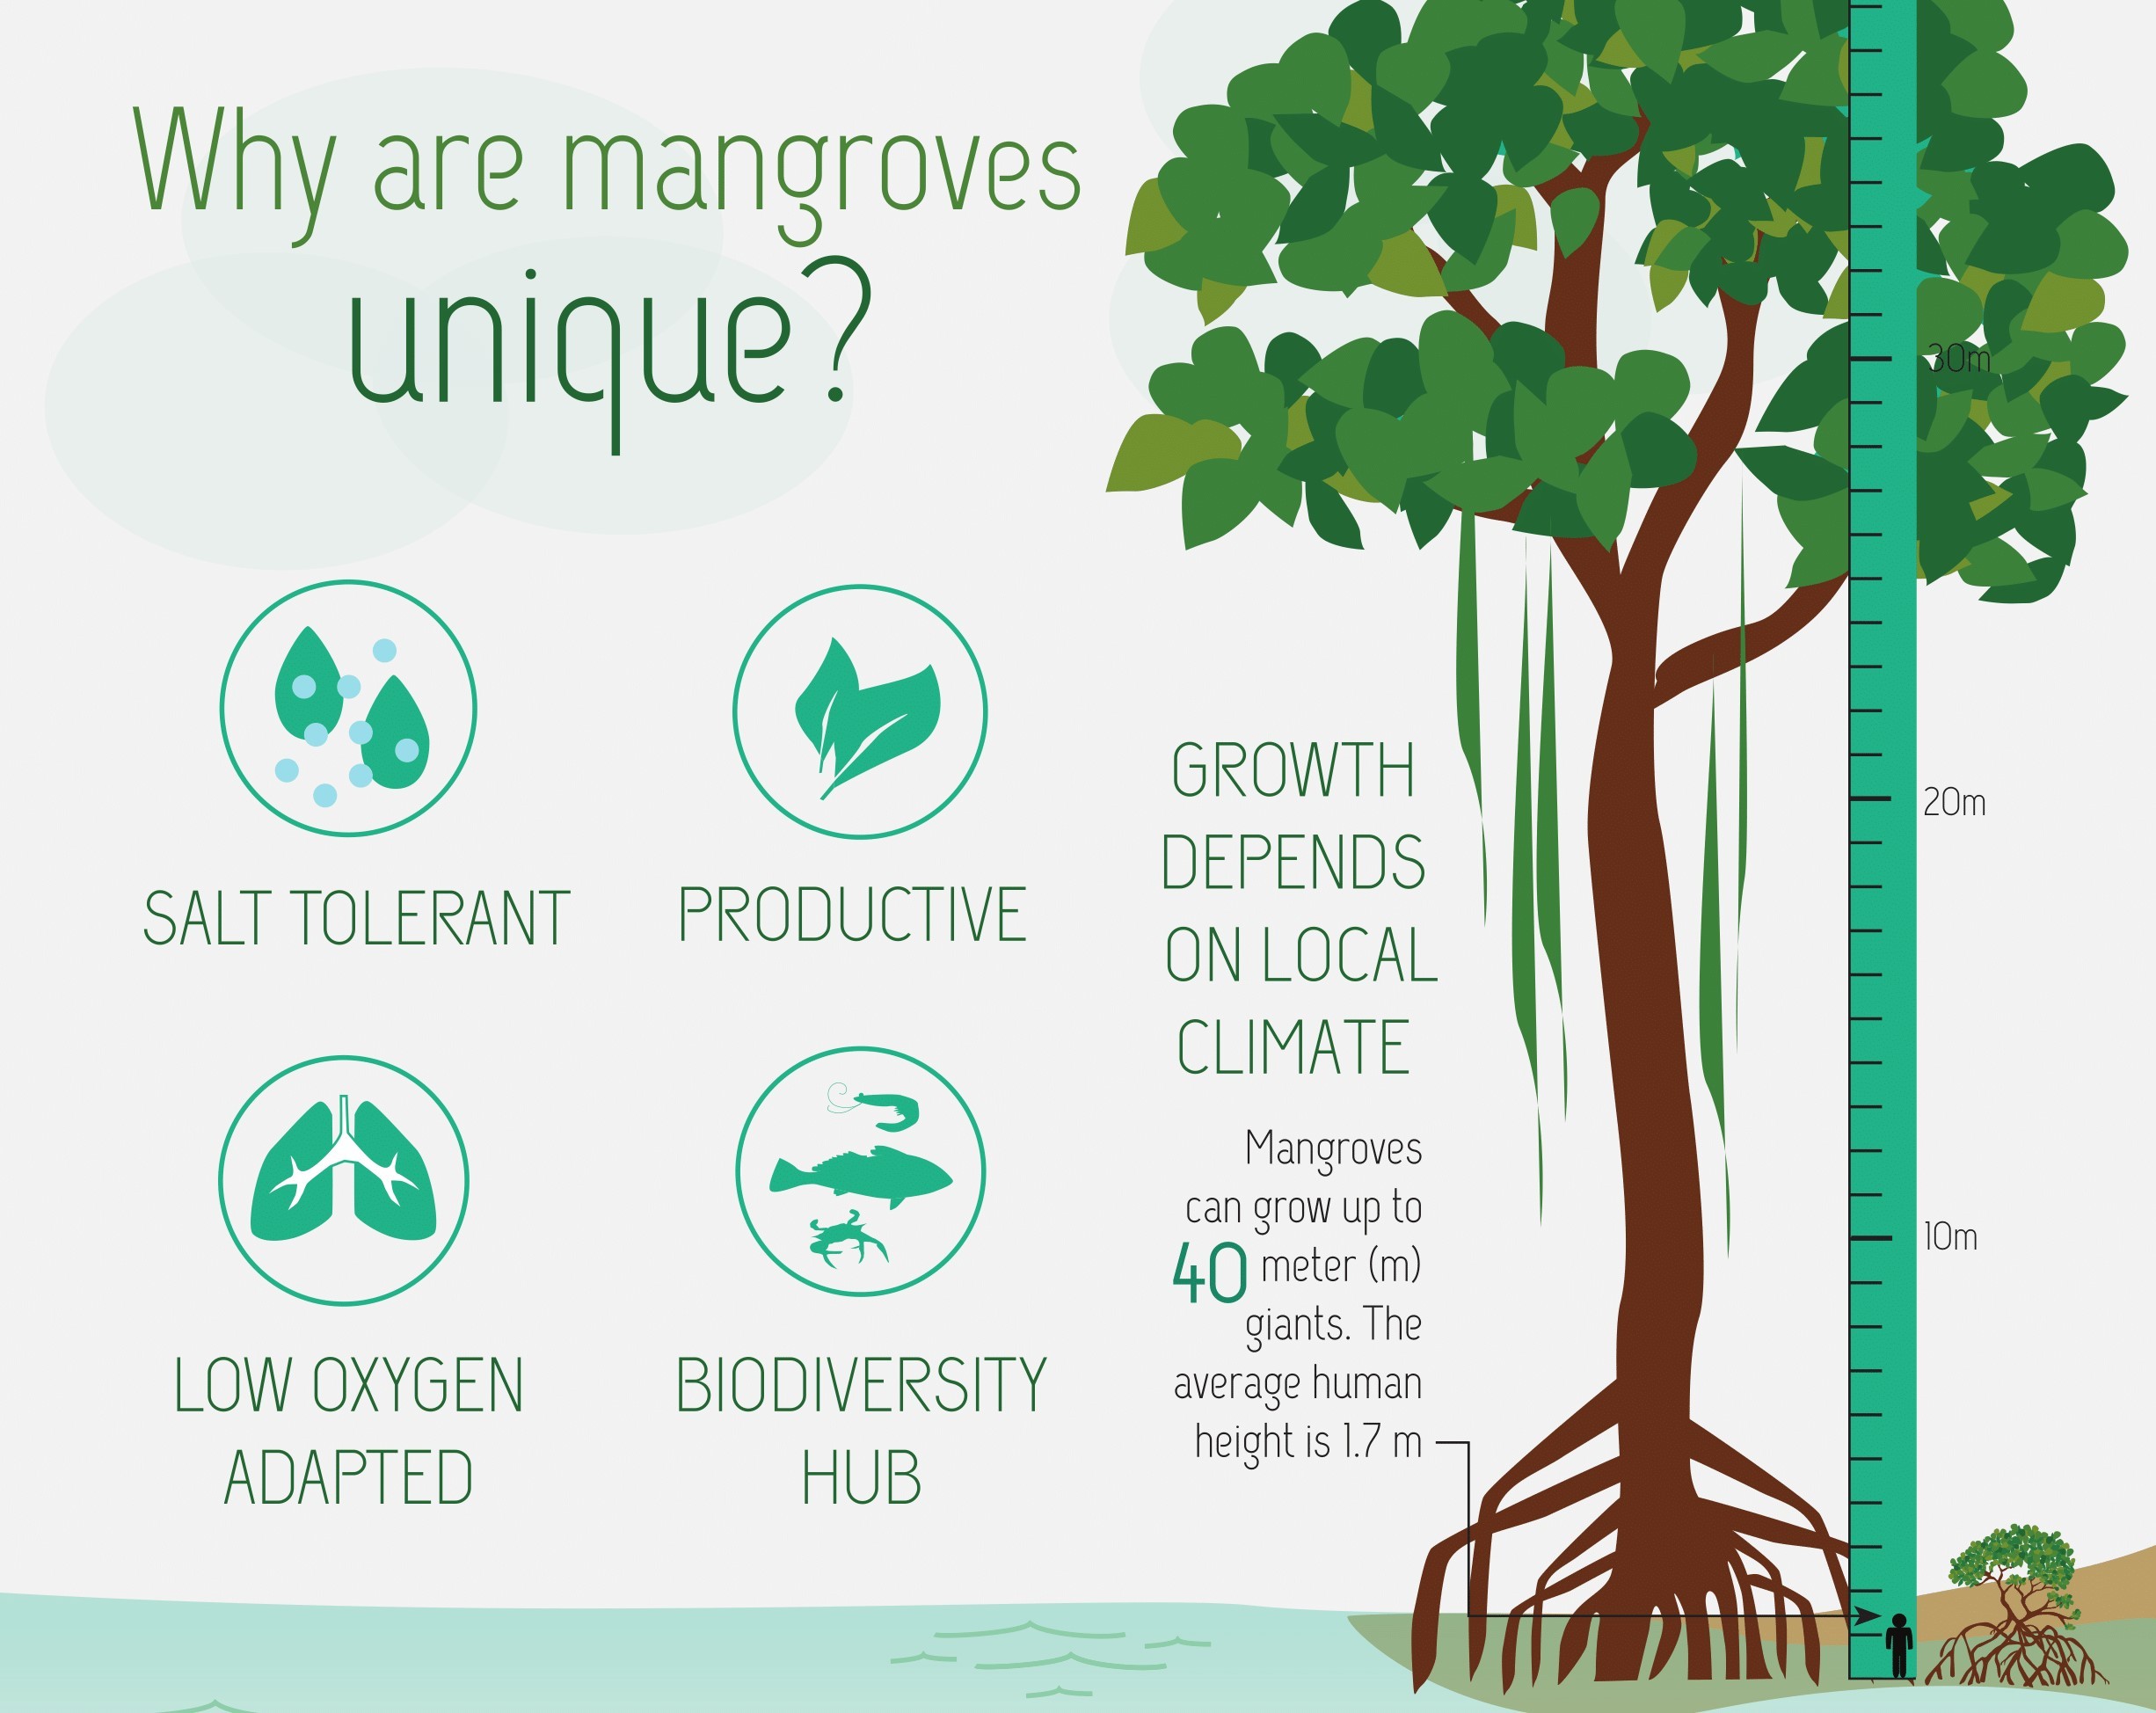 Why are mangroves
unique?
SALT TOLERANT
PRODUCTIVE
LOW OXYGEN
ADAPTED
BIODIVERSITY
HUB
GROWTH
DEPENDS
ON LOCAL
CLIMATE
Mangroves
can grow up to
40 meter (m)
giants. The
average human
height is 1.7 m
30m
20m
10m